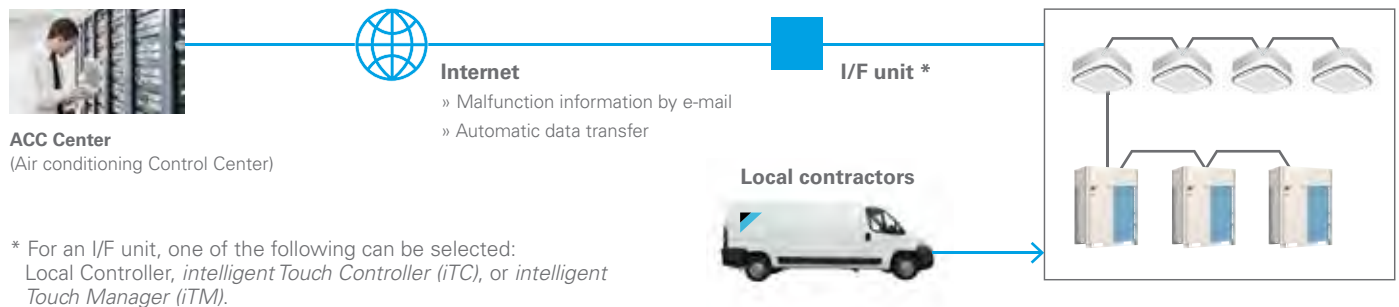 Internet
» Malfunction information by e-mail
» Automatic data transfer
I/F unit *
ACC Center
(Air conditioning Control Center)
Local contractors
* For an I/F unit, one of the following can be selected:
Local Controller, intelligent Touch Controller (iTC), or intelligent
Touch Manager (iTM).